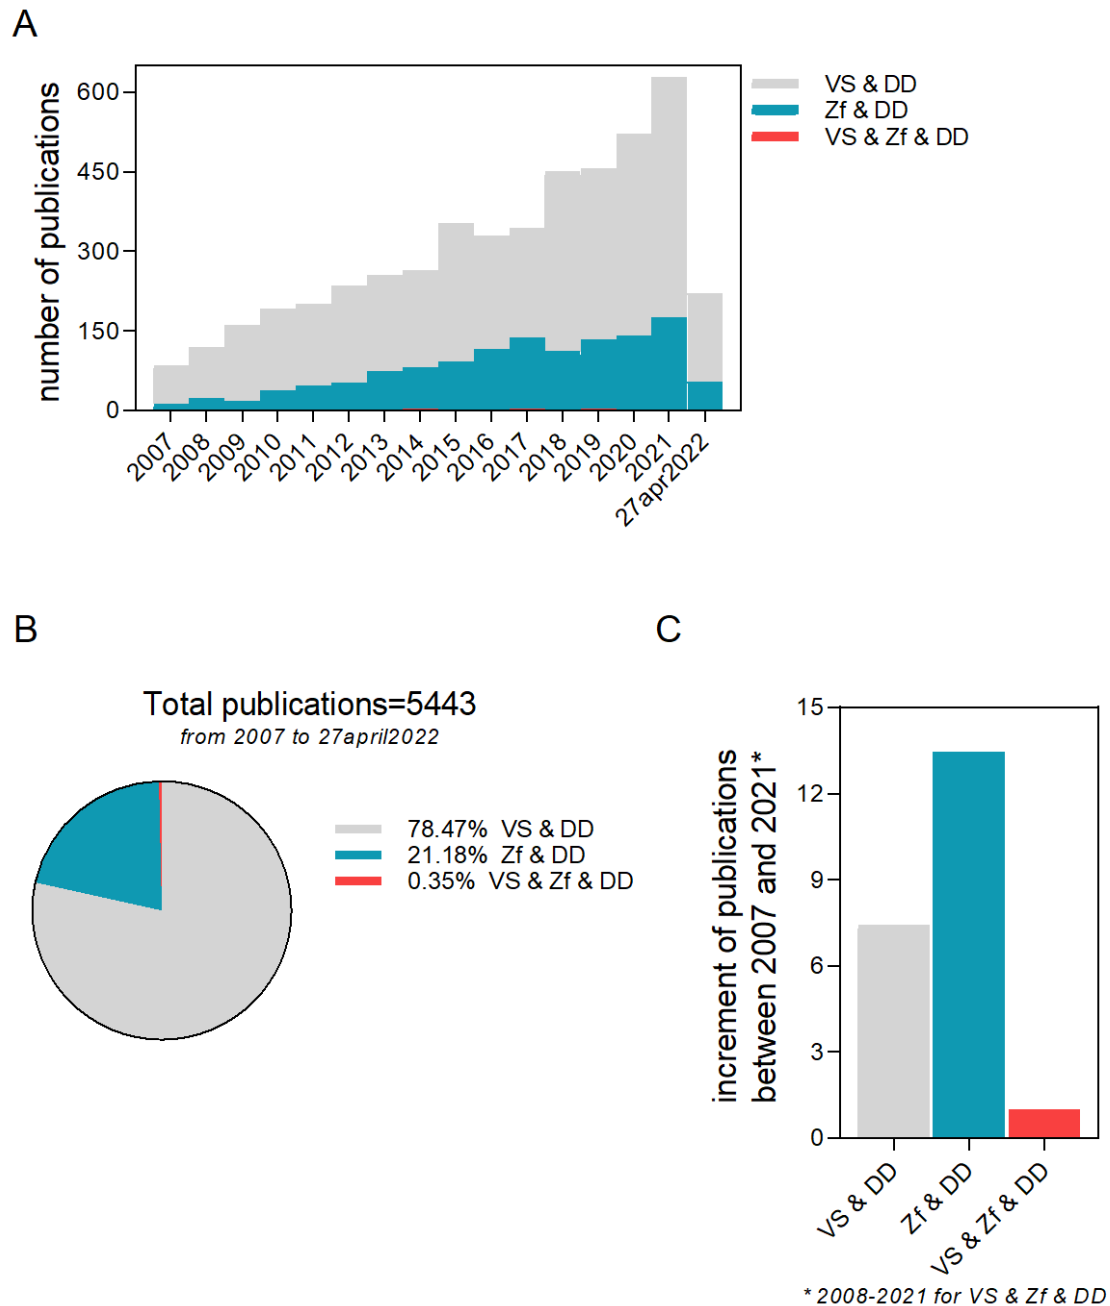 A
number of publications
600
450
300
150
0
2007
2008
2009
2010
2011
2012
2013
2014
2015
2016
2017
2018
2019
2020
2021
27apr2022
VS & DD
Zf & DD
VS & Zf & DD
B
Total publications=5443
from 2007 to 27april2022
78.47% VS & DD
21.18% Zf & DD
0.35% VS & Zf & DD
C
increment of publications
between 2007 and 2021*
15
12
9
6
3
0
VS & DD
Zf & DD
VS & Zf & DD
* 2008-2021 for VS & Zf & DD